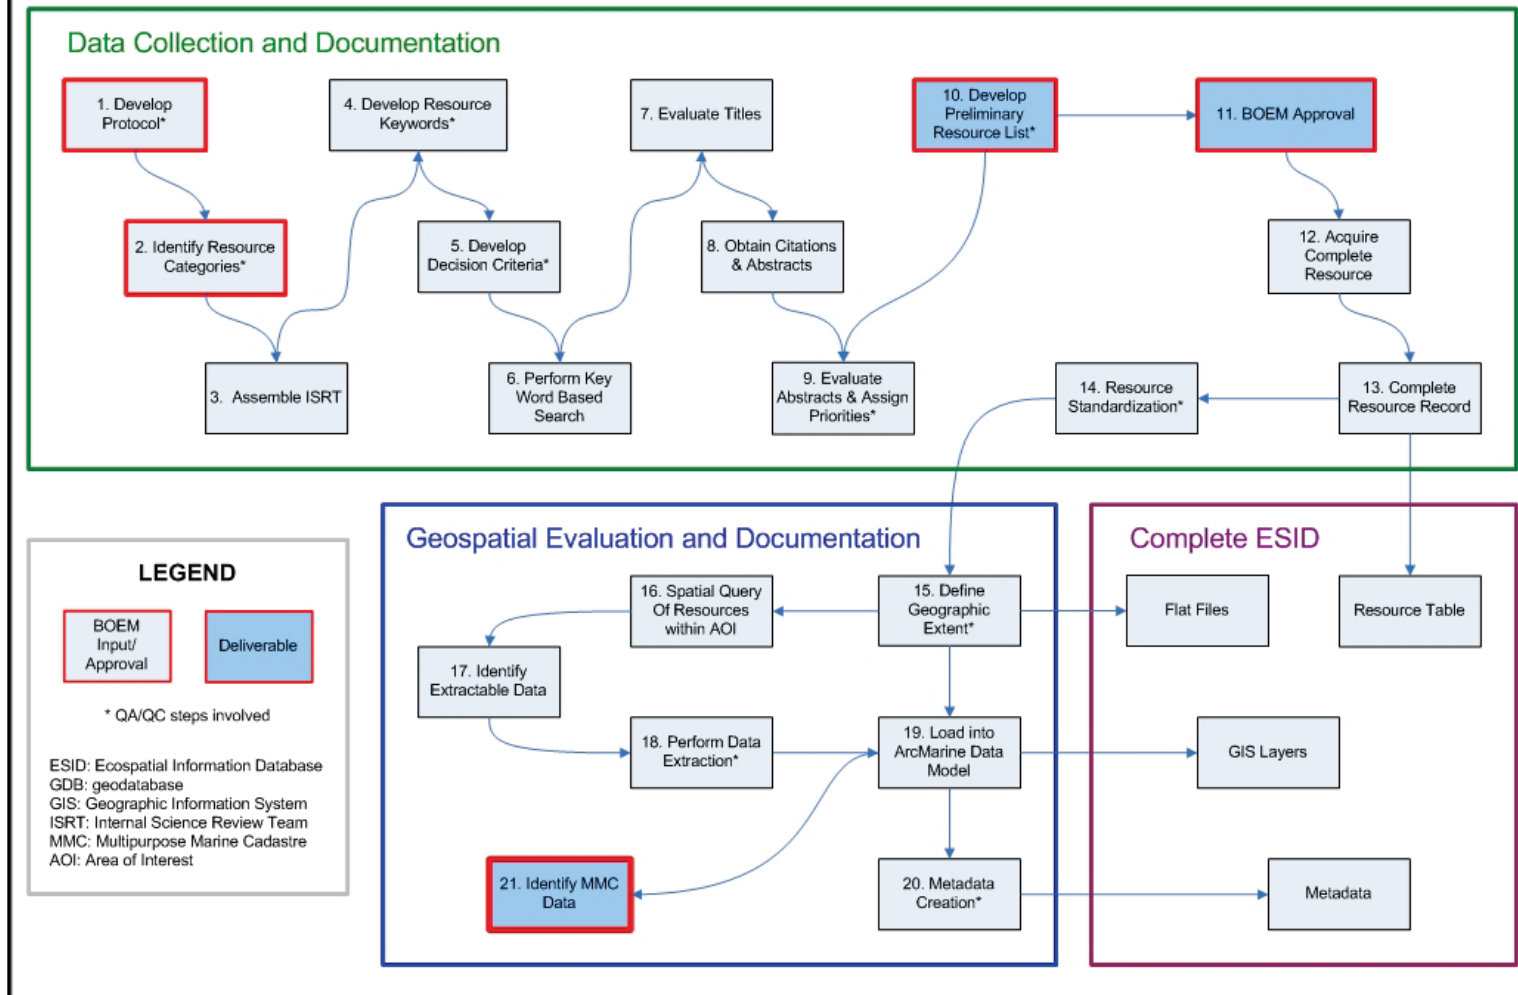 Data Collection and Documentation
1. Develop
Protocol*
2. Identify Resource
Categories*
3.  Assemble ISRT
4. Develop Resource
Keywords*
5. Develop
Decision Criteria*
6. Perform Key
Word Based
Search
7. Evaluate Titles
8. Obtain Citations
& Abstracts
9. Evaluate
Abstracts & Assign
Priorities*
10. Develop
Preliminary
Resource List*
11. BOEM Approval
12. Acquire
Complete
Resource
13. Complete
Resource Record
14. Resource
Standardization*
Geospatial Evaluation and Documentation
15. Define
Geographic
Extent*
16. Spatial Query
Of Resources
within AOI
17. Identify
Extractable Data
18. Perform Data
Extraction*
19. Load into
ArcMarine Data
Model
20. Metadata
Creation*
21. Identify MMC
Data
Complete ESID
Flat Files
Resource Table
GIS Layers
Metadata
LEGEND
BOEM
Input/
Approval
Deliverable
* QA/QC steps involved
ESID: Ecospatial Information Database
GDB: geodatabase
GIS: Geographic Information System
ISRT: Internal Science Review Team
MMC: Multipurpose Marine Cadastre
AOI: Area of Interest